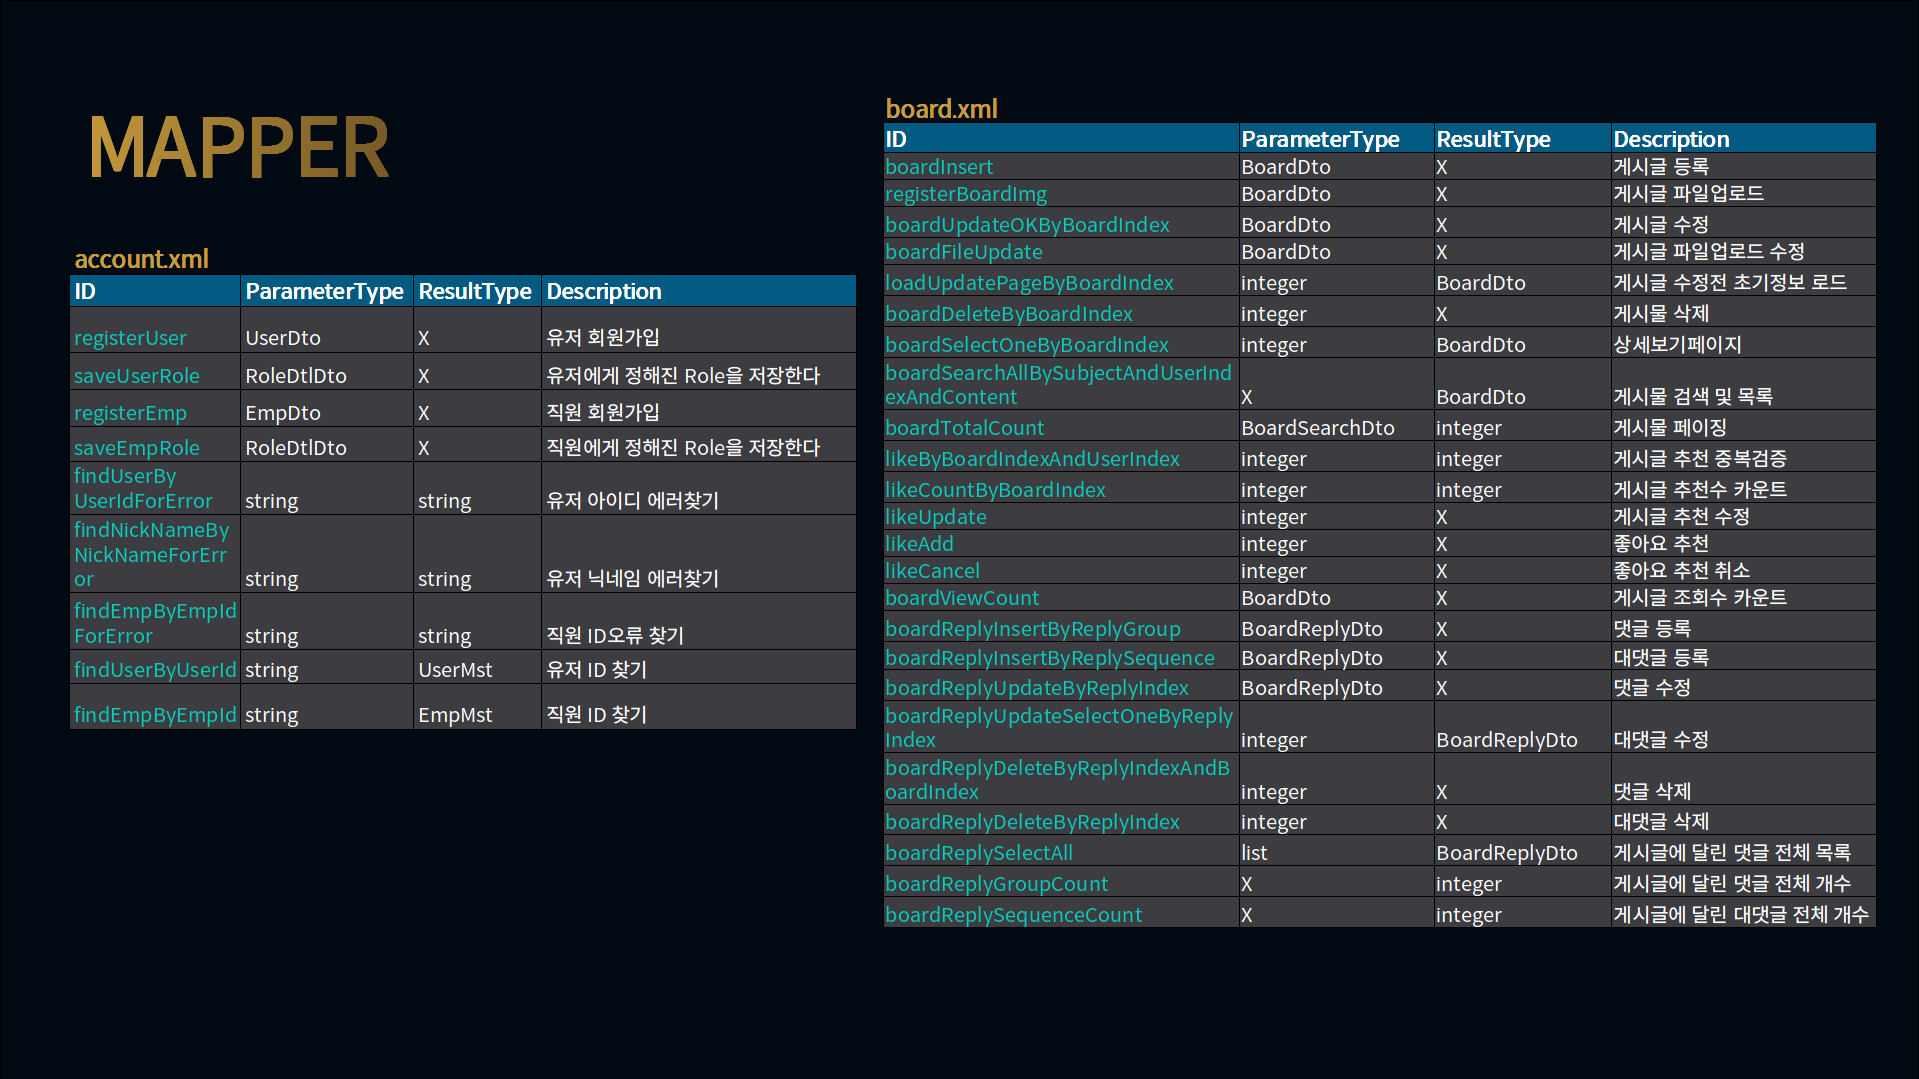 MAPPER
account.xml
ID ParameterType ResultType Description
registerUser UserDto X 유저 회원가입
saveUserRole RoleDtlDto X 유저에게 정해진 Role을 저장한다
registerEmp EmpDto X 직원 회원가입
saveEmpRole RoleDtlDto X 직원에게 정해진 Role을 저장한다
findUserBy
UserIdForError string string 유저 아이디 에러찾기
findNickNameBy
NickNameForErr
or string string 유저 닉네임 에러찾기
findEmpByEmpId
ForError string string 직원 ID오류 찾기
findUserByUserId string UserMst 유저 ID 찾기
findEmpByEmpId string EmpMst 직원 ID 찾기
board.xml
ID ParameterType ResultType Description
boardInsert BoardDto X 게시글 등록
registerBoardImg BoardDto X 게시글 파일업로드
boardUpdateOKByBoardIndex BoardDto X 게시글 수정
boardFileUpdate BoardDto X 게시글 파일업로드 수정
loadUpdatePageByBoardIndex integer BoardDto 게시글 수정전 초기정보 로드
boardDeleteByBoardIndex integer X 게시물 삭제
boardSelectOneByBoardIndex integer BoardDto 상세보기페이지
boardSearchAllBySubjectAndUserInd
exAndContent X BoardDto 게시물 검색 및 목록
boardTotalCount BoardSearchDto integer 게시물 페이징
likeByBoardIndexAndUserIndex integer integer 게시글 추천 중복검증
likeCountByBoardIndex integer integer 게시글 추천수 카운트
likeUpdate integer X 게시글 추천 수정
likeAdd integer X 좋아요 추천
likeCancel integer X 좋아요 추천 취소
boardViewCount BoardDto X 게시글 조회수 카운트
boardReplyInsertByReplyGroup BoardReplyDto X 댓글 등록
boardReplyInsertByReplySequence BoardReplyDto X 대댓글 등록
boardReplyUpdateByReplyIndex BoardReplyDto X 댓글 수정
boardReplyUpdateSelectOneByReply
Index integer BoardReplyDto 대댓글 수정
boardReplyDeleteByReplyIndexAndB
oardIndex integer X 댓글 삭제
boardReplyDeleteByReplyIndex integer X 대댓글 삭제
boardReplySelectAll list BoardReplyDto 게시글에 달린 댓글 전체 목록
boardReplyGroupCount X integer 게시글에 달린 댓글 전체 개수
boardReplySequenceCount X integer 게시글에 달린 대댓글 전체 개수